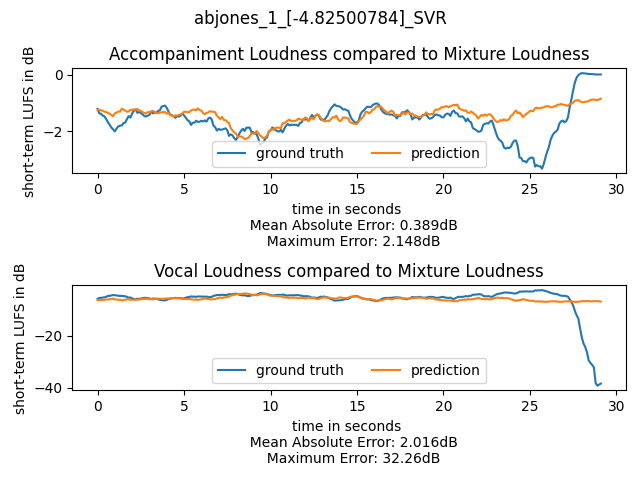 abjones_1_[-4.82500784]_SVR
Accompaniment Loudness compared to Mixture Loudness
short-term LUFS in dB
0
−2
0 5 10 15 20 25 30
ground truth prediction
time in seconds
Mean Absolute Error: 0.389dB
Maximum Error: 2.148dB
Vocal Loudness compared to Mixture Loudness
short-term LUFS in dB
−20
−40
0 5 10 15 20 25 30
ground truth prediction
time in seconds
Mean Absolute Error: 2.016dB
Maximum Error: 32.26dB